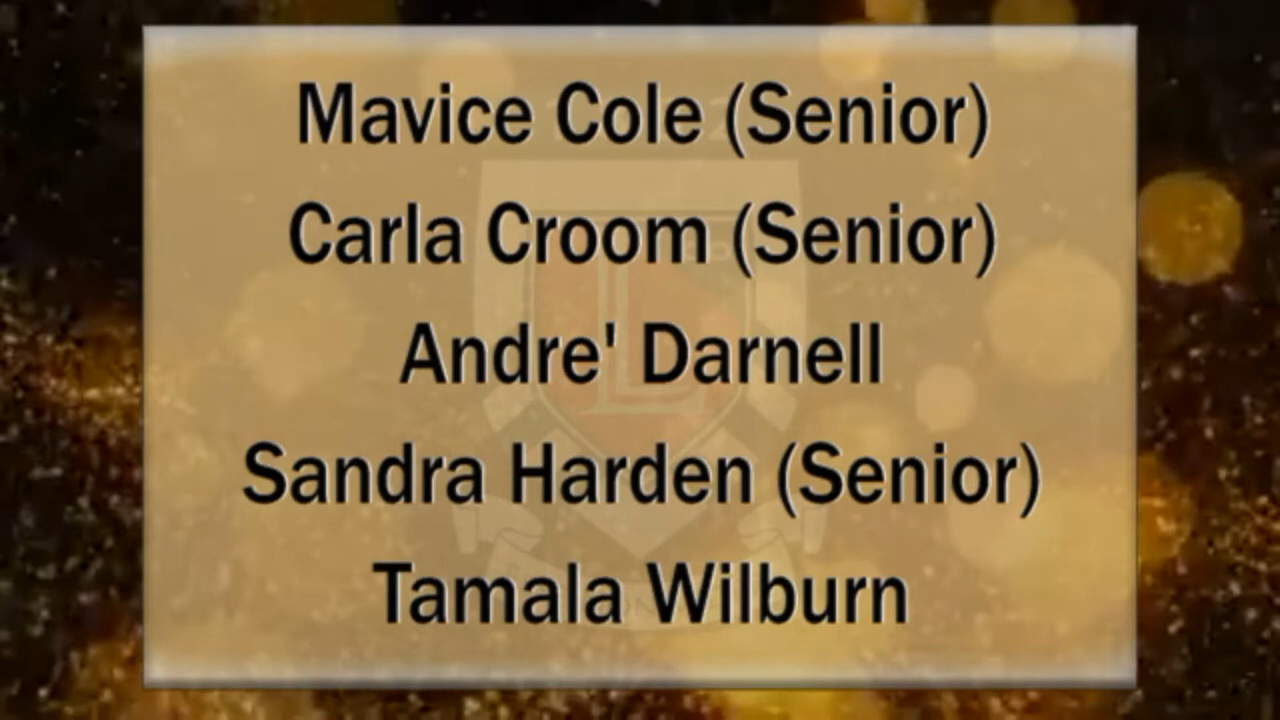 Mavice Cole (Senior)
Carla Croom (Senior)
Andre' Darnell
Sandra Harden (Senior)
Tamala Wilburn